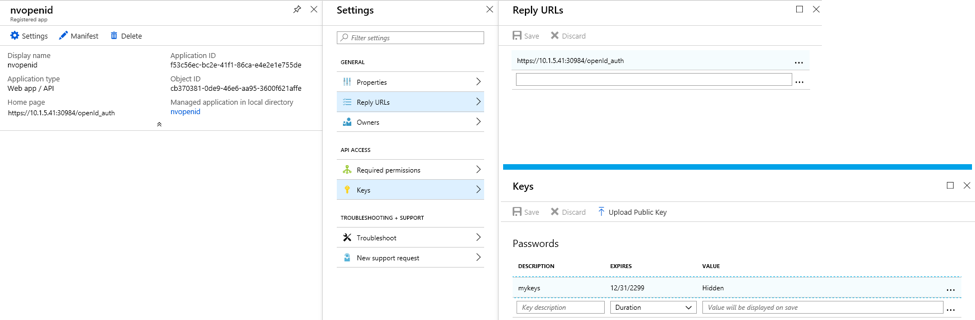 nvopenid
Registered app
Settings
Manifest
Delete
Display name
nvopenid
Application type
Web app / API
Home page
https://10.1.5.41:30984/openId_auth
Application ID
f53c56ec-bc2e-41f1-86ca-e4e2e1e755de
Object ID
cb370381-0de9-46e6-aa95-3600f621affe
Managed application in local directory
nvopenid
Settings
Filter settings
GENERAL
Properties
Reply URLs
Owners
API ACCESS
Required permissions
Keys
TROUBLESHOOTING + SUPPORT
Troubleshoot
New support request
Reply URLs
Save
Discard
https://10.1.5.41:30984/openId_auth
...
...
Keys
Save
Discard
Upload Public Key
Passwords
DESCRIPTION EXPIRES VALUE
mykeys 12/31/2299 Hidden ...
Key description Duration Value will be displayed on save ...